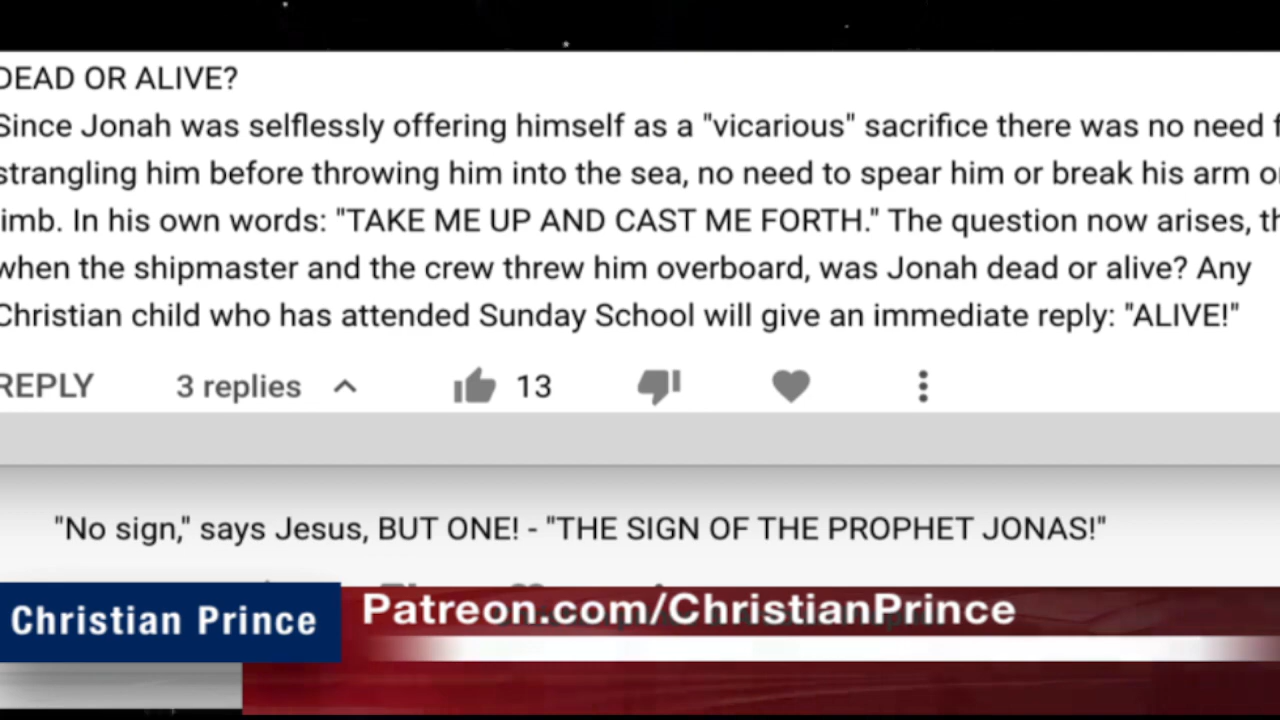 DEAD OR ALIVE?
Since Jonah was selflessly offering himself as a "vicarious" sacrifice there was no need
strangling him before throwing him into the sea, no need to spear him or break his arm or
limb. In his own words: "TAKE ME UP AND CAST ME FORTH." The question now arises,
when the shipmaster and the crew threw him overboard, was Jonah dead or alive? Any
Christian child who has attended Sunday School will give an immediate reply: "ALIVE!"
REPLY 3 replies 13
"No sign," says Jesus, BUT ONE! - "THE SIGN OF THE PROPHET JONAS!"
Christian Prince
Patreon.com/ChristianPrince